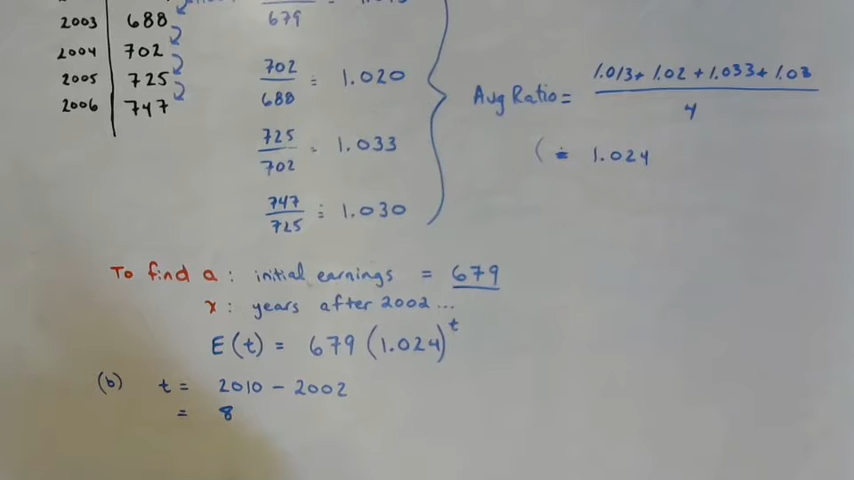 679
2003 688
2004 702
2005 725
2006 747
702/688 ≐ 1.020
725/702 ≐ 1.033
747/725 ≐ 1.030
Avg Ratio = 1.013 + 1.02 + 1.033 + 1.03 / 4
( ≐ 1.024
To find a: initial earnings = 679
x: years after 2002...
E(t) = 679 (1.024)^t
(b) t = 2010 - 2002
= 8